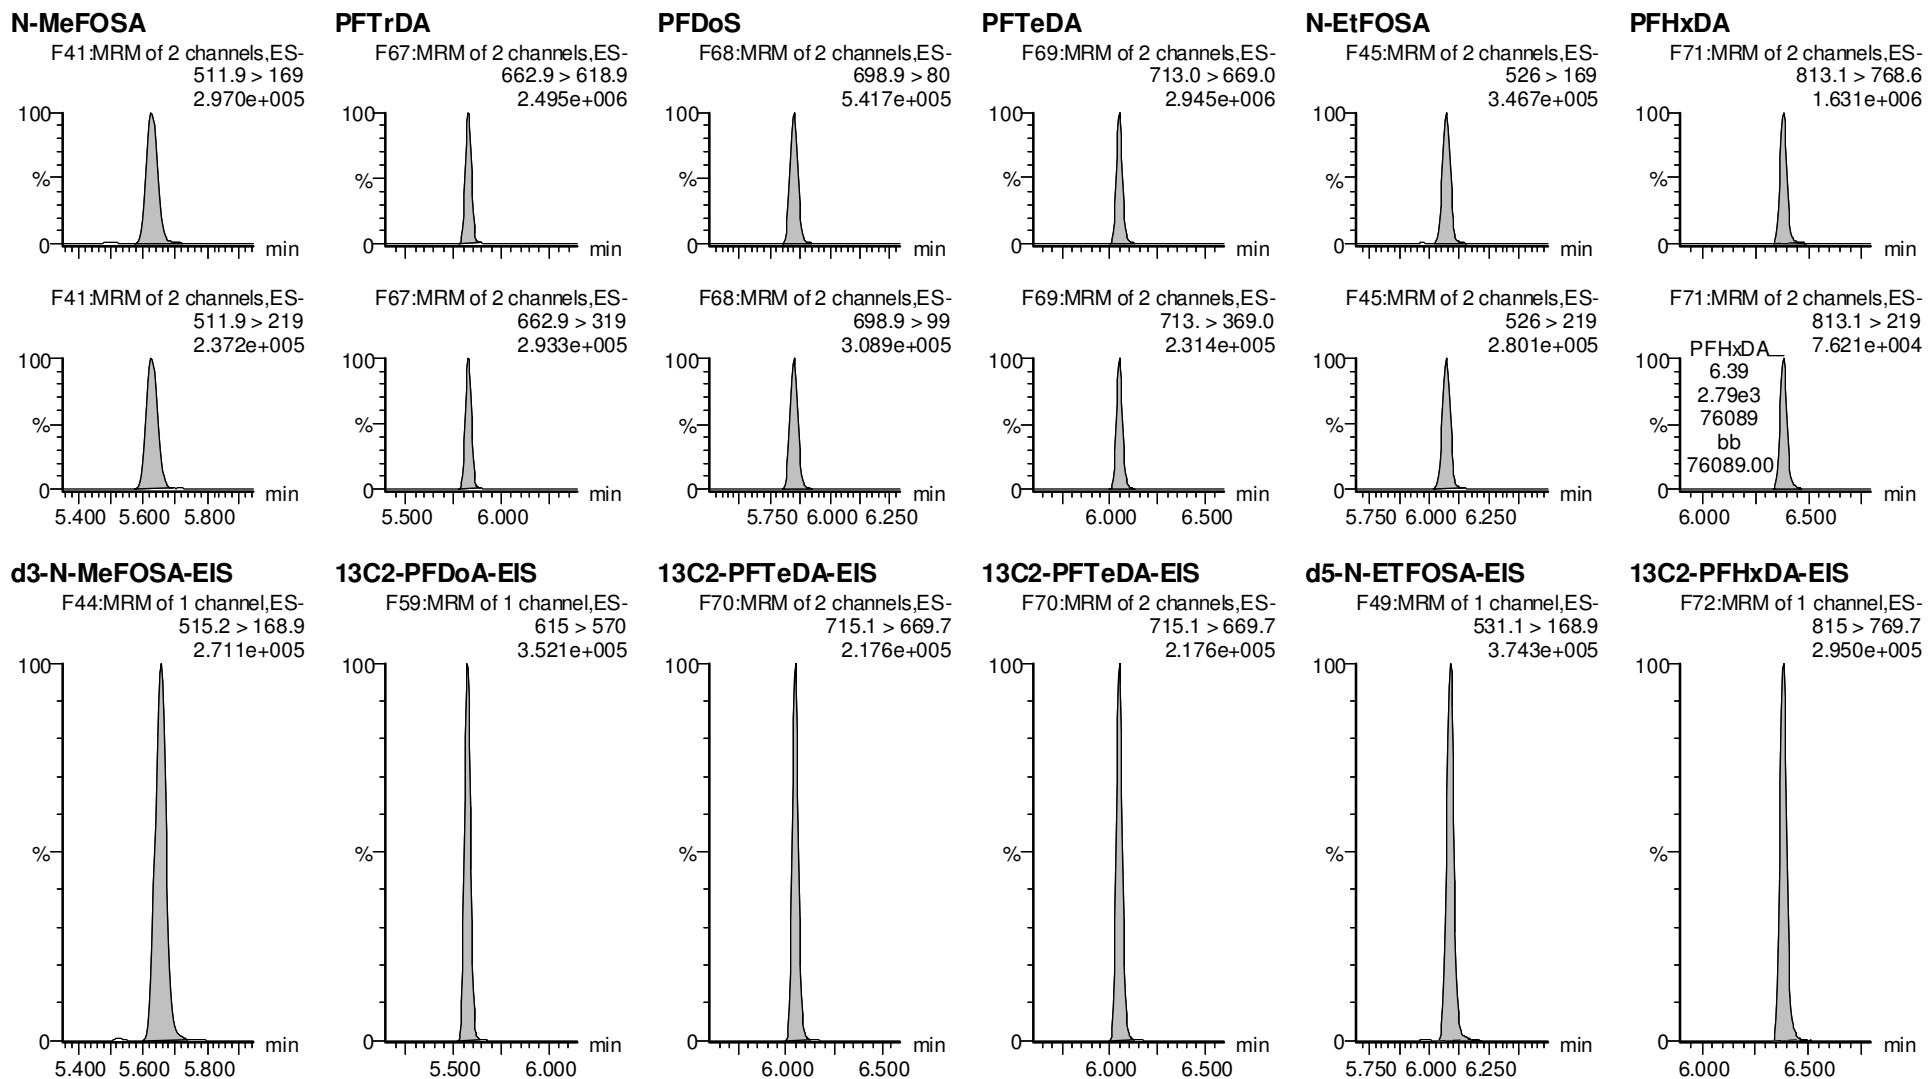 N-MeFOSA
F41:MRM of 2 channels,ES-
511.9 > 169
2.970e+005
100
%
0
min
F41:MRM of 2 channels,ES-
511.9 > 219
2.372e+005
100
%
0
min
5.400 5.600 5.800
PFTrDA
F67:MRM of 2 channels,ES-
662.9 > 618.9
2.495e+006
100
%
0
min
F67:MRM of 2 channels,ES-
662.9 > 319
2.933e+005
100
%
0
min
5.500 6.000
PFDoS
F68:MRM of 2 channels,ES-
698.9 > 80
5.417e+005
100
%
0
min
F68:MRM of 2 channels,ES-
698.9 > 99
3.089e+005
100
%
0
min
5.750 6.000 6.250
PFTeDA
F69:MRM of 2 channels,ES-
713.0 > 669.0
2.945e+006
100
%
0
min
F69:MRM of 2 channels,ES-
713. > 369.0
2.314e+005
100
%
0
min
6.000 6.500
N-EtFOSA
F45:MRM of 2 channels,ES-
526 > 169
3.467e+005
100
%
0
min
F45:MRM of 2 channels,ES-
526 > 219
2.801e+005
100
%
0
min
5.750 6.000 6.250
PFHxDA
F71:MRM of 2 channels,ES-
813.1 > 768.6
1.631e+006
100
%
0
min
F71:MRM of 2 channels,ES-
813.1 > 219
7.621e+004
PFHxDA
6.39
2.79e3
76089
bb
76089.00
100
%
0
min
6.000 6.500
d3-N-MeFOSA-EIS
F44:MRM of 1 channel,ES-
515.2 > 168.9
2.711e+005
100
%
0
min
5.400 5.600 5.800
13C2-PFDoA-EIS
F59:MRM of 1 channel,ES-
615 > 570
3.521e+005
100
%
0
min
5.500 6.000
13C2-PFTeDA-EIS
F70:MRM of 2 channels,ES-
715.1 > 669.7
2.176e+005
100
%
0
min
6.000 6.500
13C2-PFTeDA-EIS
F70:MRM of 2 channels,ES-
715.1 > 669.7
2.176e+005
100
%
0
min
6.000 6.500
d5-N-ETFOSA-EIS
F49:MRM of 1 channel,ES-
531.1 > 168.9
3.743e+005
100
%
0
min
5.750 6.000 6.250
13C2-PFHxDA-EIS
F72:MRM of 1 channel,ES-
815 > 769.7
2.950e+005
100
%
0
min
6.000 6.500